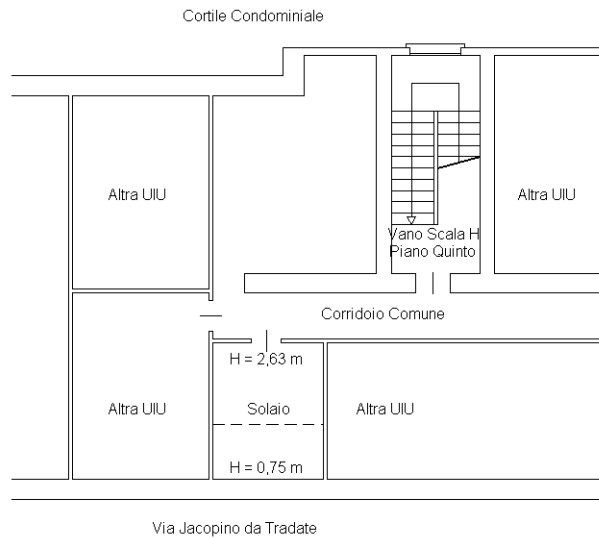 Cortile Condominiale
Altra UIU
Altra UIU
Vano Scala H
Piano Quinto
Corridoio Comune
H = 2,63 m
Altra UIU
Solaio
Altra UIU
H = 0,75 m
Via Jacopino da Tradate